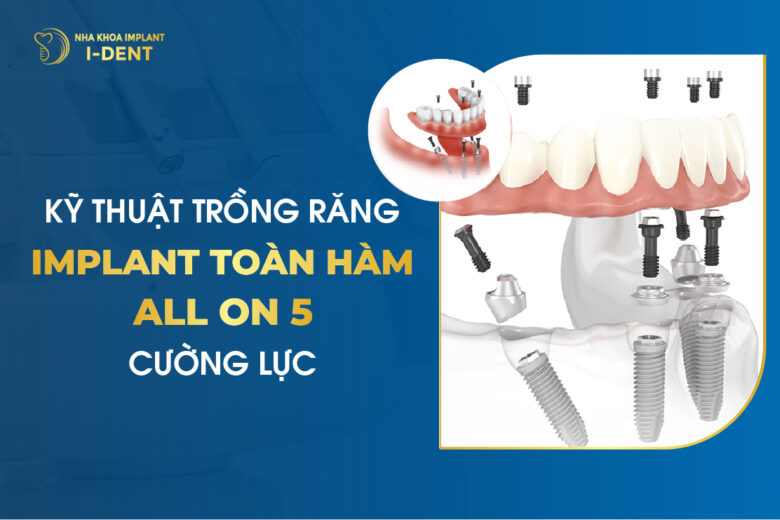 NHA KHOA IMPLANT
I-DENT
KỸ THUẬT TRỒNG RĂNG
IMPLANT TOÀN HÀM
ALL ON 5
CƯỜNG LỰC